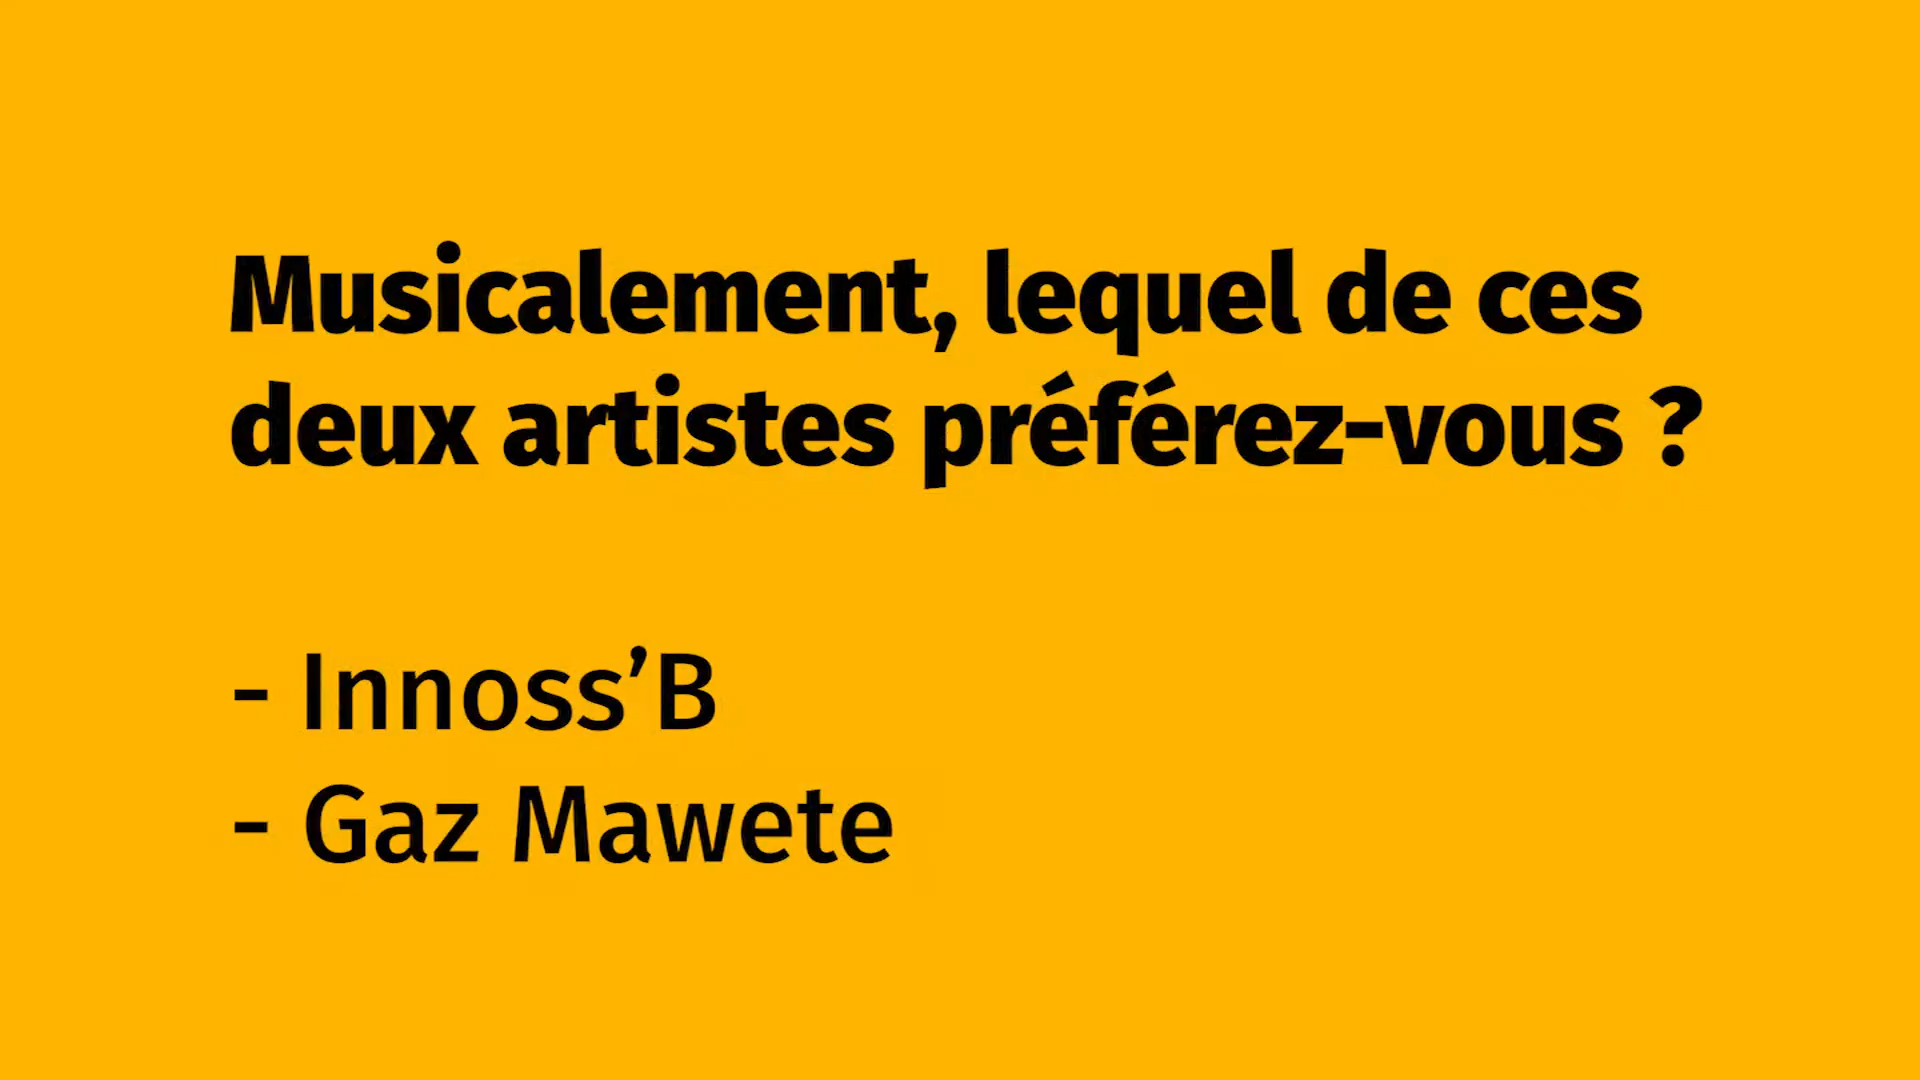 Musicalement, lequel de ces
deux artistes préférez-vous ?
- Innoss’B
- Gaz Mawete